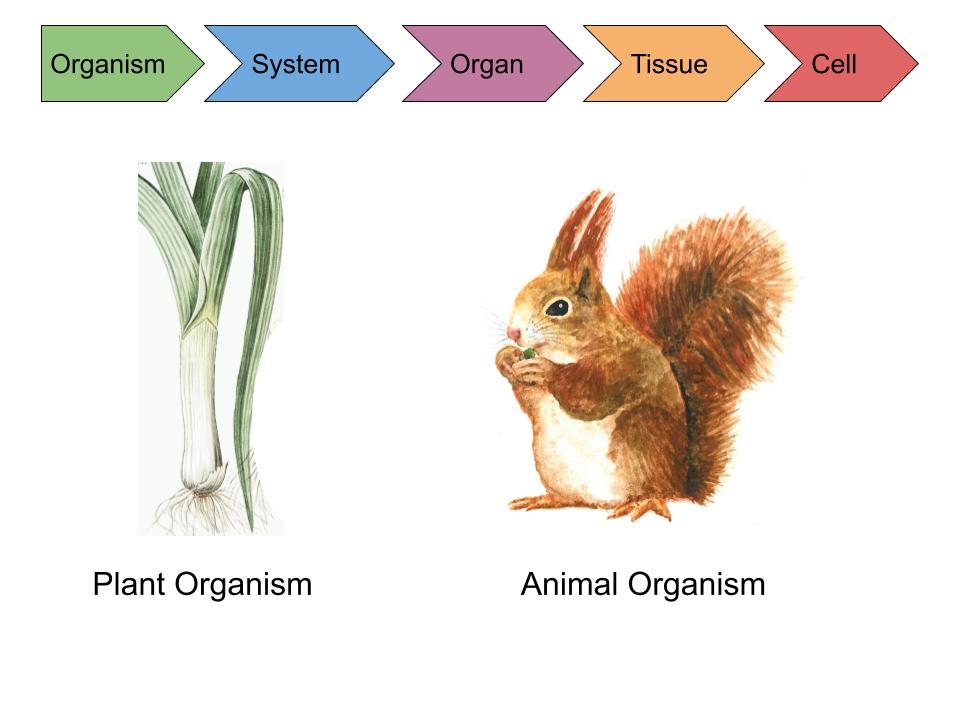 Organism
System
Organ
Tissue
Cell
Plant Organism
Animal Organism